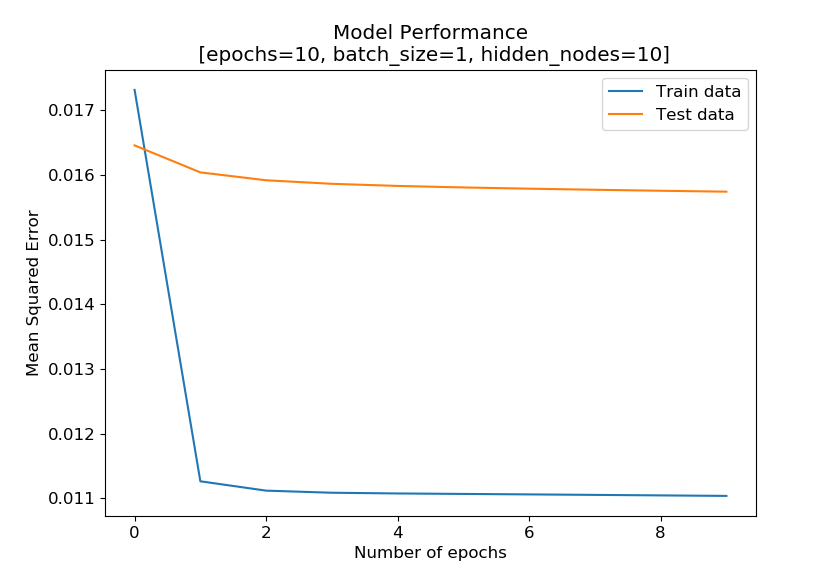 Model Performance
[epochs=10, batch_size=1, hidden_nodes=10]
Train data
Test data
Mean Squared Error
0.017
0.016
0.015
0.014
0.013
0.012
0.011
0 2 4 6 8
Number of epochs